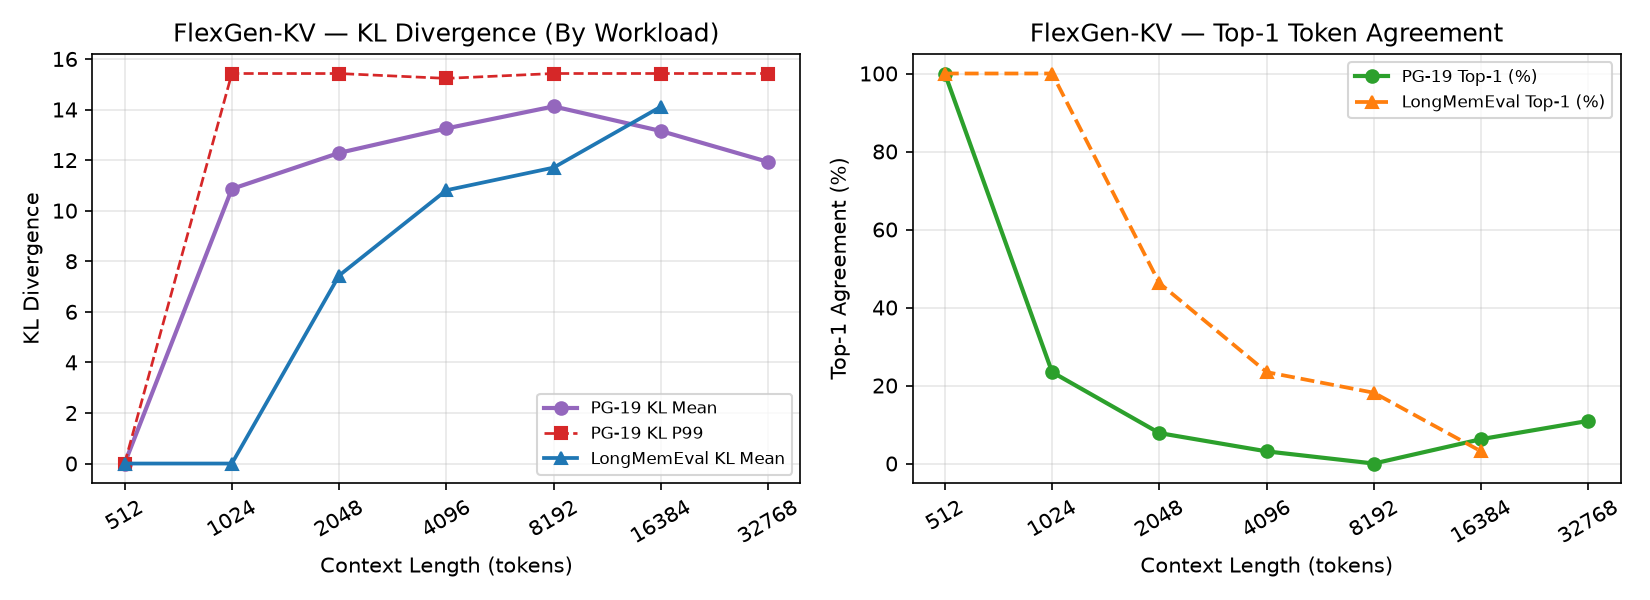 FlexGen-KV — KL Divergence (By Workload)
KL Divergence
16
14
12
10
8
6
4
2
0
PG-19 KL Mean
PG-19 KL P99
LongMemEval KL Mean
512
1024
2048
4096
8192
16384
32768
Context Length (tokens)
FlexGen-KV — Top-1 Token Agreement
Top-1 Agreement (%)
100
80
60
40
20
0
PG-19 Top-1 (%)
LongMemEval Top-1 (%)
512
1024
2048
4096
8192
16384
32768
Context Length (tokens)